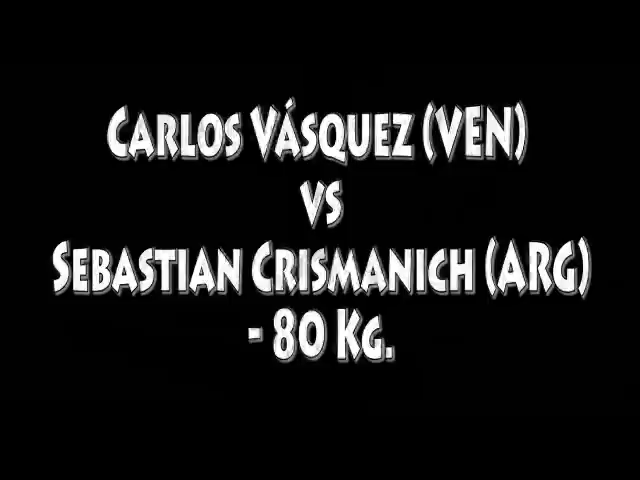 Carlos Vásquez (VEN)
vs
Sebastian Crismanich (ARG)
- 80 Kg.